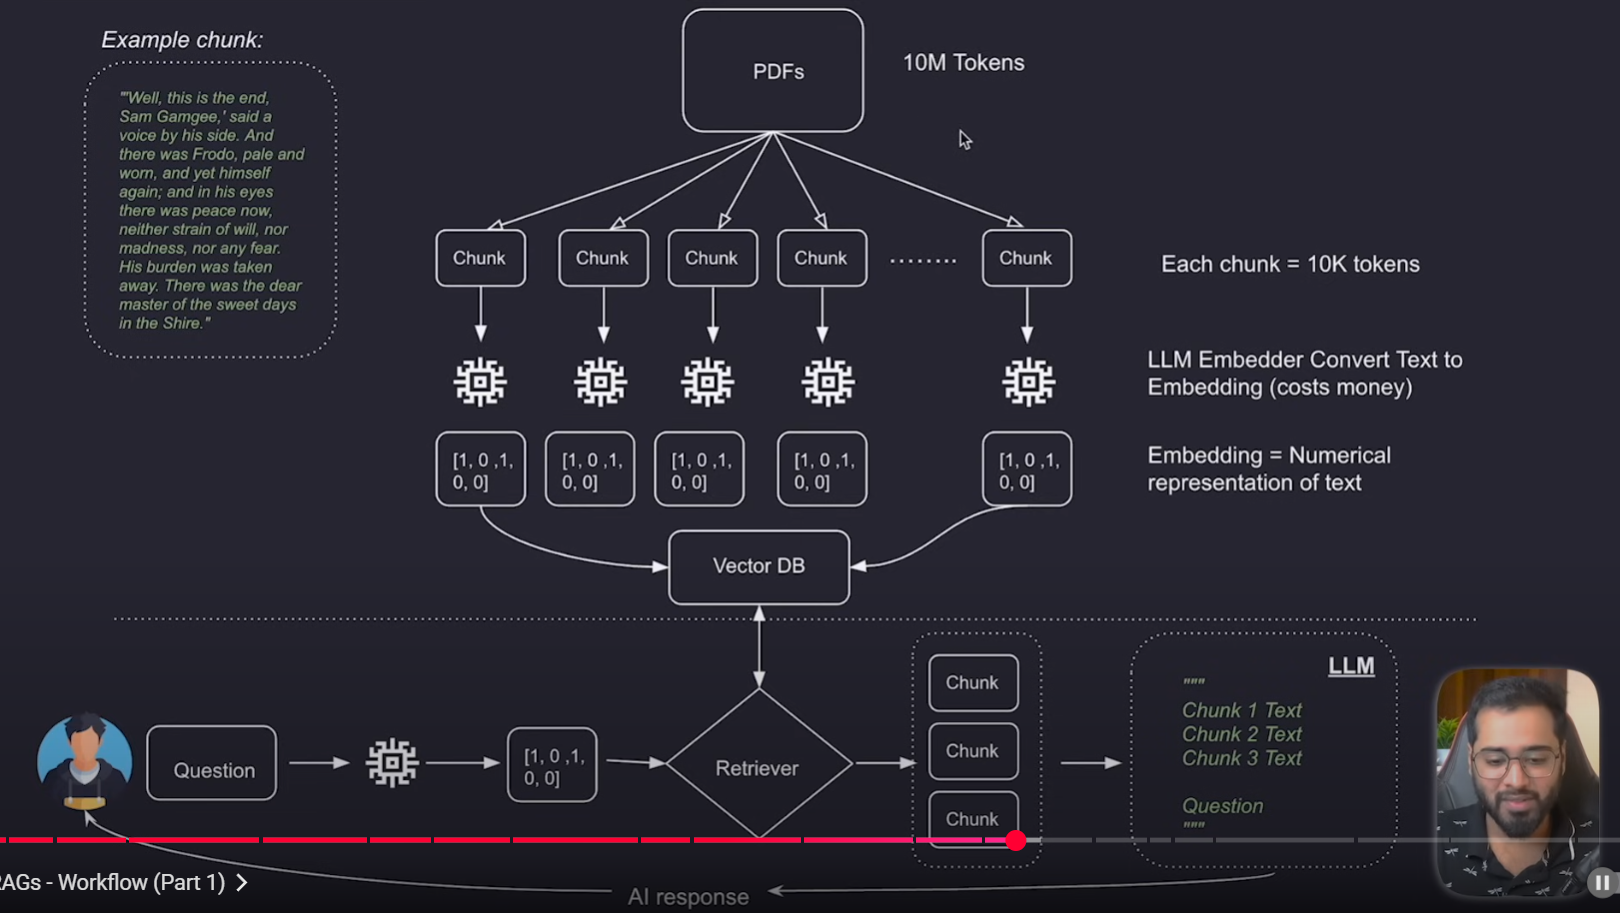 Example chunk:
"'Well, this is the end,
Sam Gamgee,' said a
voice by his side. And
there was Frodo, pale and
worn, and yet himself
again; and in his eyes
there was peace now,
neither strain of will, nor
madness, nor any fear.
His burden was taken
away. There was the dear
master of the sweet days
in the Shire."
PDFs
10M Tokens
Chunk
Chunk
Chunk
Chunk
........
Chunk
Each chunk = 10K tokens
LLM Embedder Convert Text to
Embedding (costs money)
[1, 0 ,1,
0, 0]
[1, 0 ,1,
0, 0]
[1, 0 ,1,
0, 0]
[1, 0 ,1,
0, 0]
[1, 0 ,1,
0, 0]
Embedding = Numerical
representation of text
Vector DB
Question
[1, 0 ,1,
0, 0]
Retriever
Chunk
Chunk
Chunk
LLM
"""
Chunk 1 Text
Chunk 2 Text
Chunk 3 Text
Question
"""
RAGs - Workflow (Part 1)
AI response